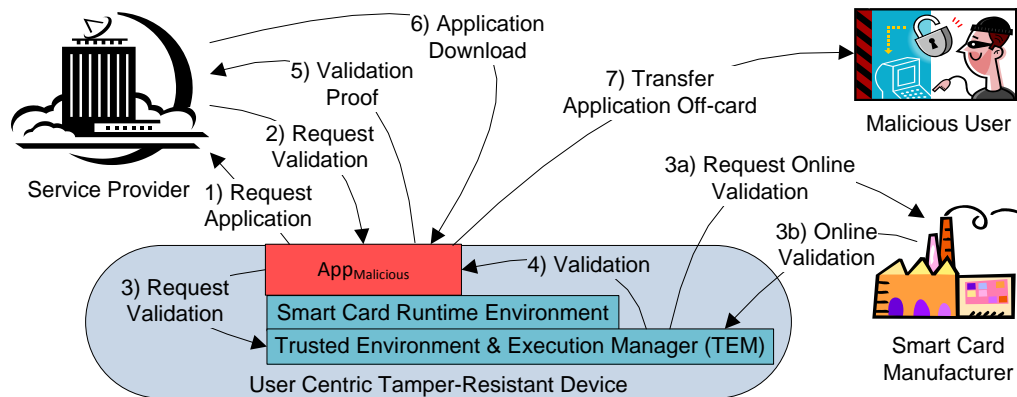 6) Application
Download
5) Validation
Proof
7) Transfer
Application Off-card
Malicious User
2) Request
Validation
Service Provider
1) Request
Application
3a) Request Online
Validation
3b) Online
Validation
App_Malicious
4) Validation
3) Request
Validation
Smart Card Runtime Environment
Trusted Environment & Execution Manager (TEM)
User Centric Tamper-Resistant Device
Smart Card
Manufacturer